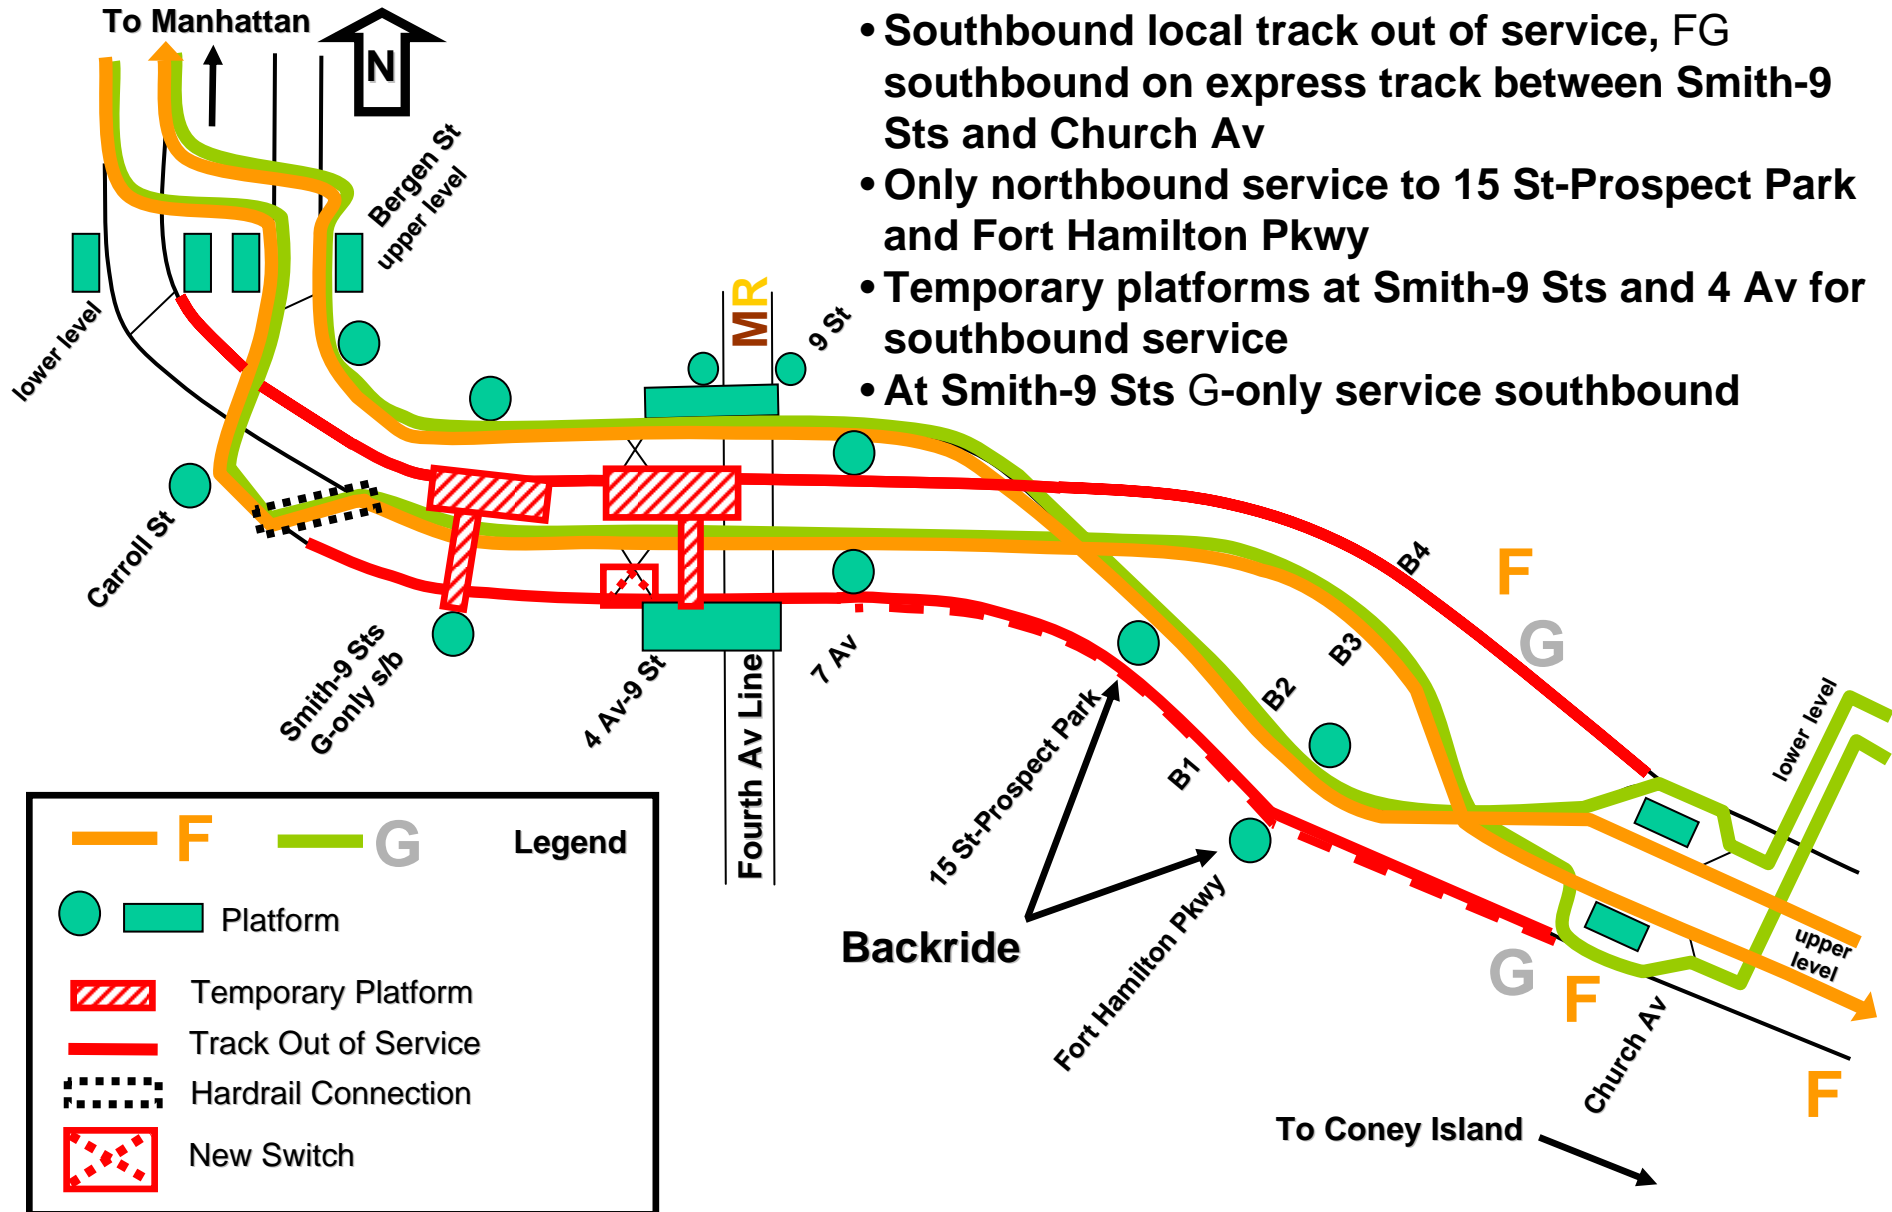 To Manhattan
N
• Southbound local track out of service, FG
southbound on express track between Smith-9
Sts and Church Av
• Only northbound service to 15 St-Prospect Park
and Fort Hamilton Pkwy
• Temporary platforms at Smith-9 Sts and 4 Av for
southbound service
• At Smith-9 Sts G-only service southbound
Bergen St
upper level
lower level
MR
9 St
Carroll St
Smith-9 Sts
G-only s/b
4 Av-9 St
Fourth Av Line
7 Av
15 St-Prospect Park
B1
B2
B3
B4
F
G
lower level
Backride
Fort Hamilton Pkwy
G
F
upper
level
Church Av
F
To Coney Island
F
G
Legend
Platform
Temporary Platform
Track Out of Service
Hardrail Connection
New Switch